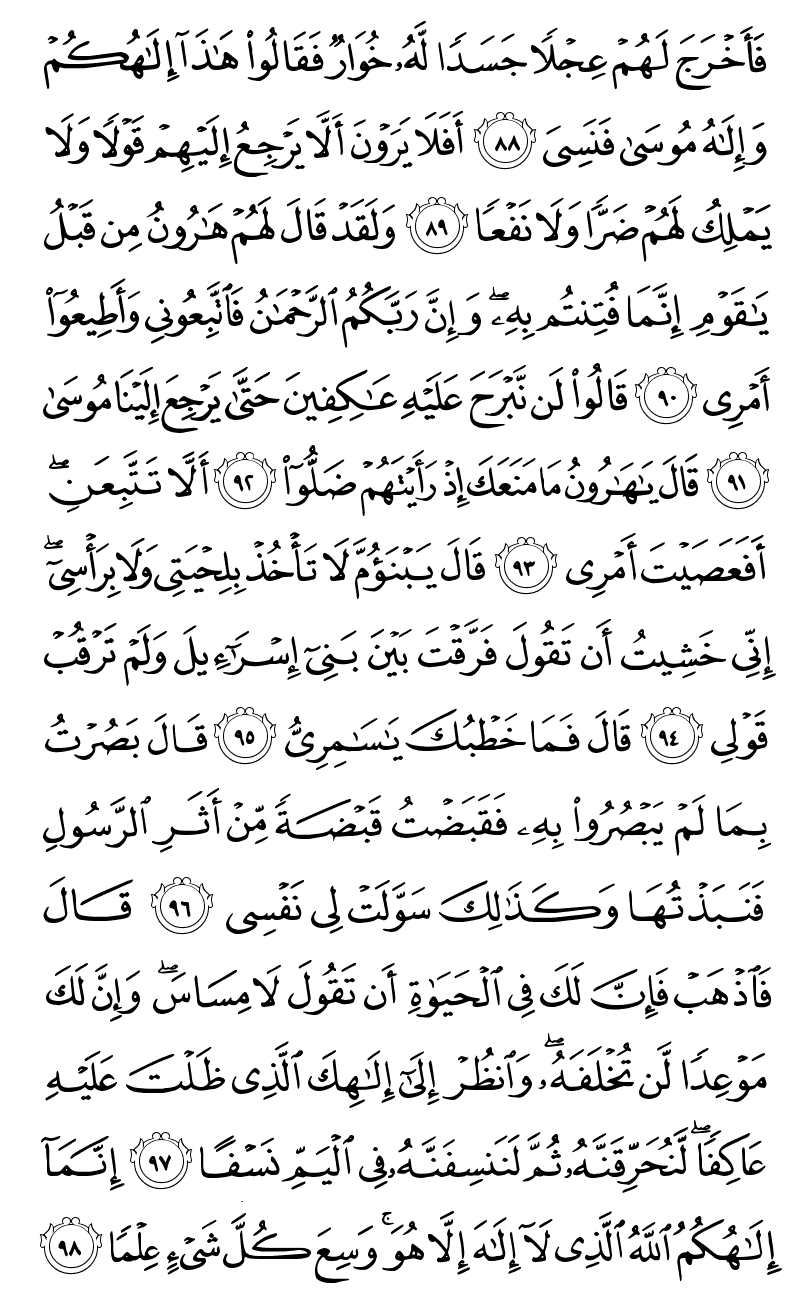 فَأَخْرَجَ لَهُمْ عِجْلًا جَسَدًا لَّهُۥ خُوَارٌ فَقَالُوا۟ هَٰذَآ إِلَٰهُكُمْ
وَإِلَٰهُ مُوسَىٰ فَنَسِىَ ٨٨ أَفَلَا يَرَوْنَ أَلَّا يَرْجِعُ إِلَيْهِمْ قَوْلًا وَلَا
يَمْلِكُ لَهُمْ ضَرًّا وَلَا نَفْعًا ٨٩ وَلَقَدْ قَالَ لَهُمْ هَٰرُونُ مِن قَبْلُ
يَٰقَوْمِ إِنَّمَا فُتِنتُم بِهِۦ ۖ وَإِنَّ رَبَّكُمُ ٱلرَّحْمَٰنُ فَٱتَّبِعُونِى وَأَطِيعُوٓا۟
أَمْرِى ٩٠ قَالُوا۟ لَن نَّبْرَحَ عَلَيْهِ عَٰكِفِينَ حَتَّىٰ يَرْجِعَ إِلَيْنَا مُوسَىٰ
٩١ قَالَ يَٰهَٰرُونُ مَا مَنَعَكَ إِذْ رَأَيْتَهُمْ ضَلُّوٓا۟ ٩٢ أَلَّا تَتَّبِعَنِ ۖ
أَفَعَصَيْتَ أَمْرِى ٩٣ قَالَ يَبْنَؤُمَّ لَا تَأْخُذْ بِلِحْيَتِى وَلَا بِرَأْسِىٓ ۖ
إِنِّى خَشِيتُ أَن تَقُولَ فَرَّقْتَ بَيْنَ بَنِىٓ إِسْرَٰٓءِيلَ وَلَمْ تَرْقُبْ
قَوْلِى ٩٤ قَالَ فَمَا خَطْبُكَ يَٰسَٰمِرِىُّ ٩٥ قَالَ بَصُرْتُ
بِمَا لَمْ يَبْصُرُوا۟ بِهِۦ فَقَبَضْتُ قَبْضَةً مِّنْ أَثَرِ ٱلرَّسُولِ
فَنَبَذْتُهَا وَكَذَٰلِكَ سَوَّلَتْ لِى نَفْسِى ٩٦ قَالَ
فَٱذْهَبْ فَإِنَّ لَكَ فِى ٱلْحَيَوٰةِ أَن تَقُولَ لَا مِسَاسَ ۖ وَإِنَّ لَكَ
مَوْعِدًا لَّن تُخْلَفَهُۥ ۖ وَٱنظُرْ إِلَىٰٓ إِلَٰهِكَ ٱلَّذِى ظَلْتَ عَلَيْهِ
عَاكِفًا ۖ لَّنُحَرِّقَنَّهُۥ ثُمَّ لَنَنسِفَنَّهُۥ فِى ٱلْيَمِّ نَسْفًا ٩٧ إِنَّمَآ
إِلَٰهُكُمُ ٱللَّهُ ٱلَّذِى لَآ إِلَٰهَ إِلَّا هُوَ ۚ وَسِعَ كُلَّ شَىْءٍ عِلْمًا ٩٨